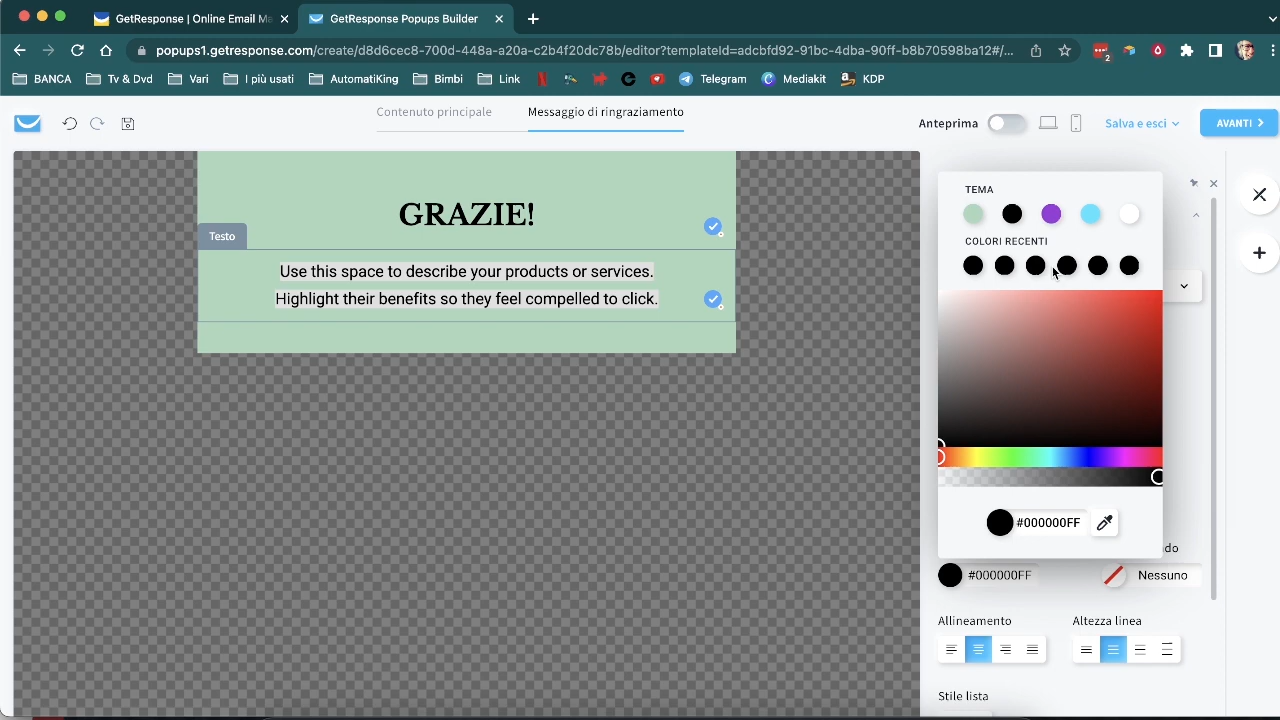 GetResponse | Online Email Ma
GetResponse Popups Builder
popups1.getresponse.com/create/d8d6cec8-700d-448a-a20a-c2b4f20dc78b/editor?templateId=adcbfd92-91bc-4dba-90ff-b8b70598ba12#/...
2
BANCA
Tv & Dvd
Vari
I più usati
AutomatiKing
Bimbi
Link
Telegram
Mediakit
KDP
Contenuto principale
Messaggio di ringraziamento
Anteprima
Salva e esci
AVANTI
GRAZIE!
Testo
Use this space to describe your products or services.
Highlight their benefits so they feel compelled to click.
TEMA
COLORI RECENTI
#000000FF
do
#000000FF
Nessuno
Allineamento
Altezza linea
Stile lista